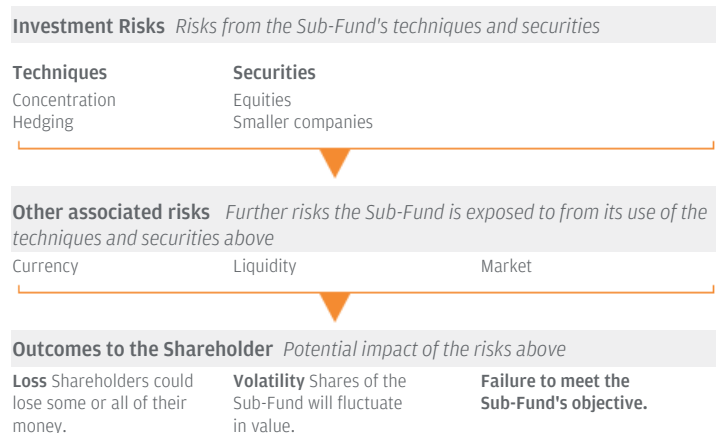 Investment Risks Risks from the Sub-Fund's techniques and securities
Techniques
Concentration
Hedging
Securities
Equities
Smaller companies
Other associated risks Further risks the Sub-Fund is exposed to from its use of the
techniques and securities above
Currency
Liquidity
Market
Outcomes to the Shareholder Potential impact of the risks above
Loss Shareholders could
lose some or all of their
money.
Volatility Shares of the
Sub-Fund will fluctuate
in value.
Failure to meet the
Sub-Fund's objective.